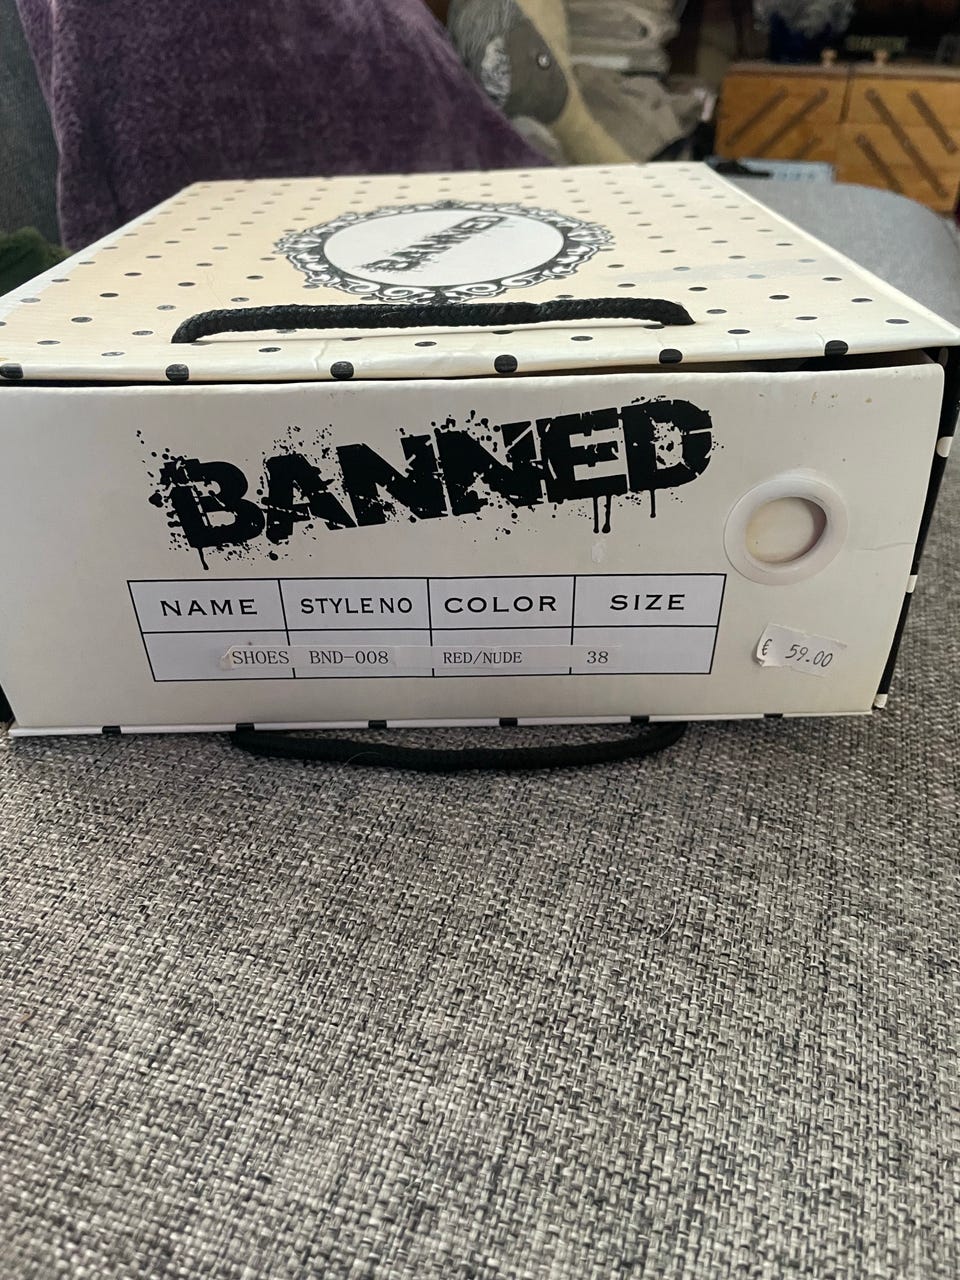 BANNED
BANNED
NAME STYLE NO COLOR SIZE
SHOES BND-008 RED/NUDE 38
€ 59.00